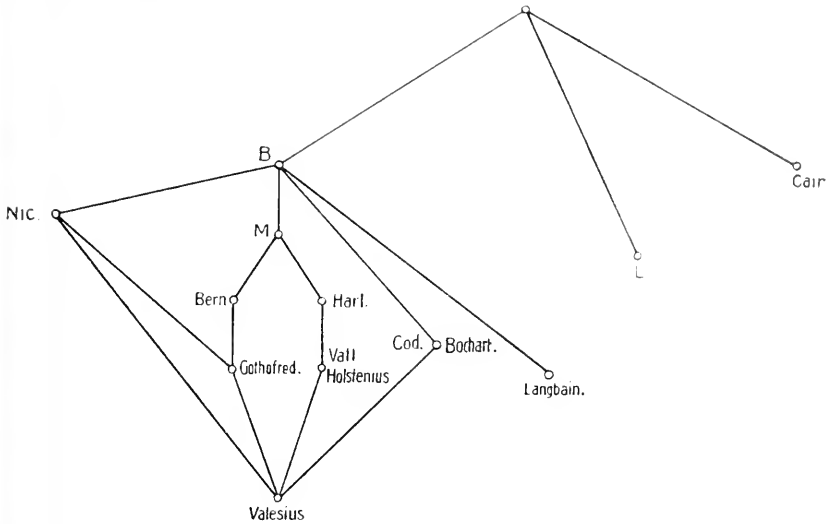 B
Cair
NIC.
M
L
Bern
Harl.
Cod. Bochart.
Gothofred.
Vall
Holstenius
Langbain.
Valesius